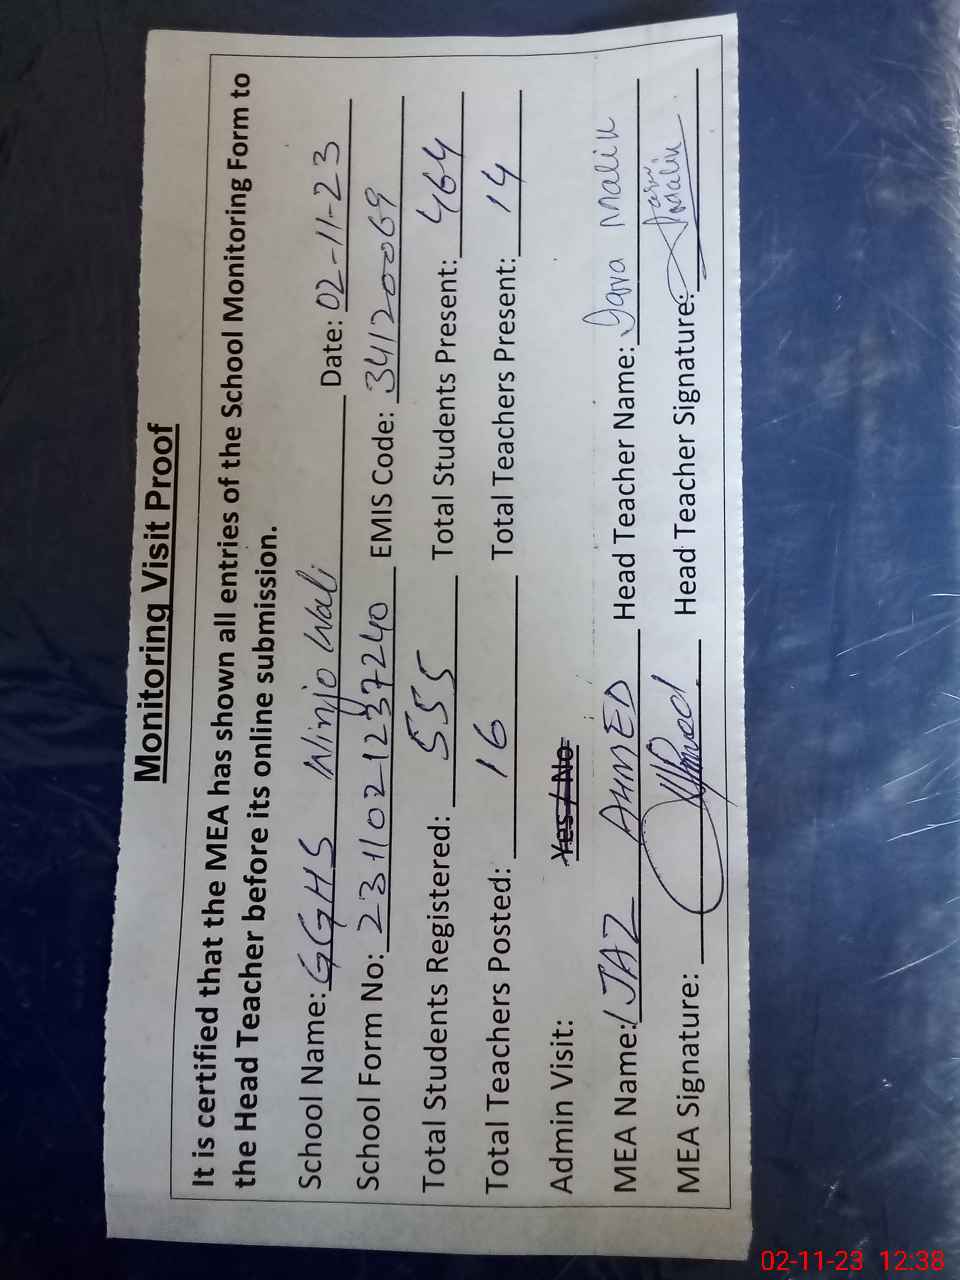 Monitoring Visit Proof
It is certified that the MEA has shown all entries of the School Monitoring Form to
the Head Teacher before its online submission.
School Name: GGHS Ninjo Wali Date: 02-11-23
School Form No: 2311021237240 EMIS Code: 34120069
Total Students Registered: 555 Total Students Present: 464
Total Teachers Posted: 16 Total Teachers Present: 14
Admin Visit: Yes / No
MEA Name: IJAZ AHMED Head Teacher Name: Malik
MEA Signature: Head Teacher Signature: Malik
02-11-23 12:38